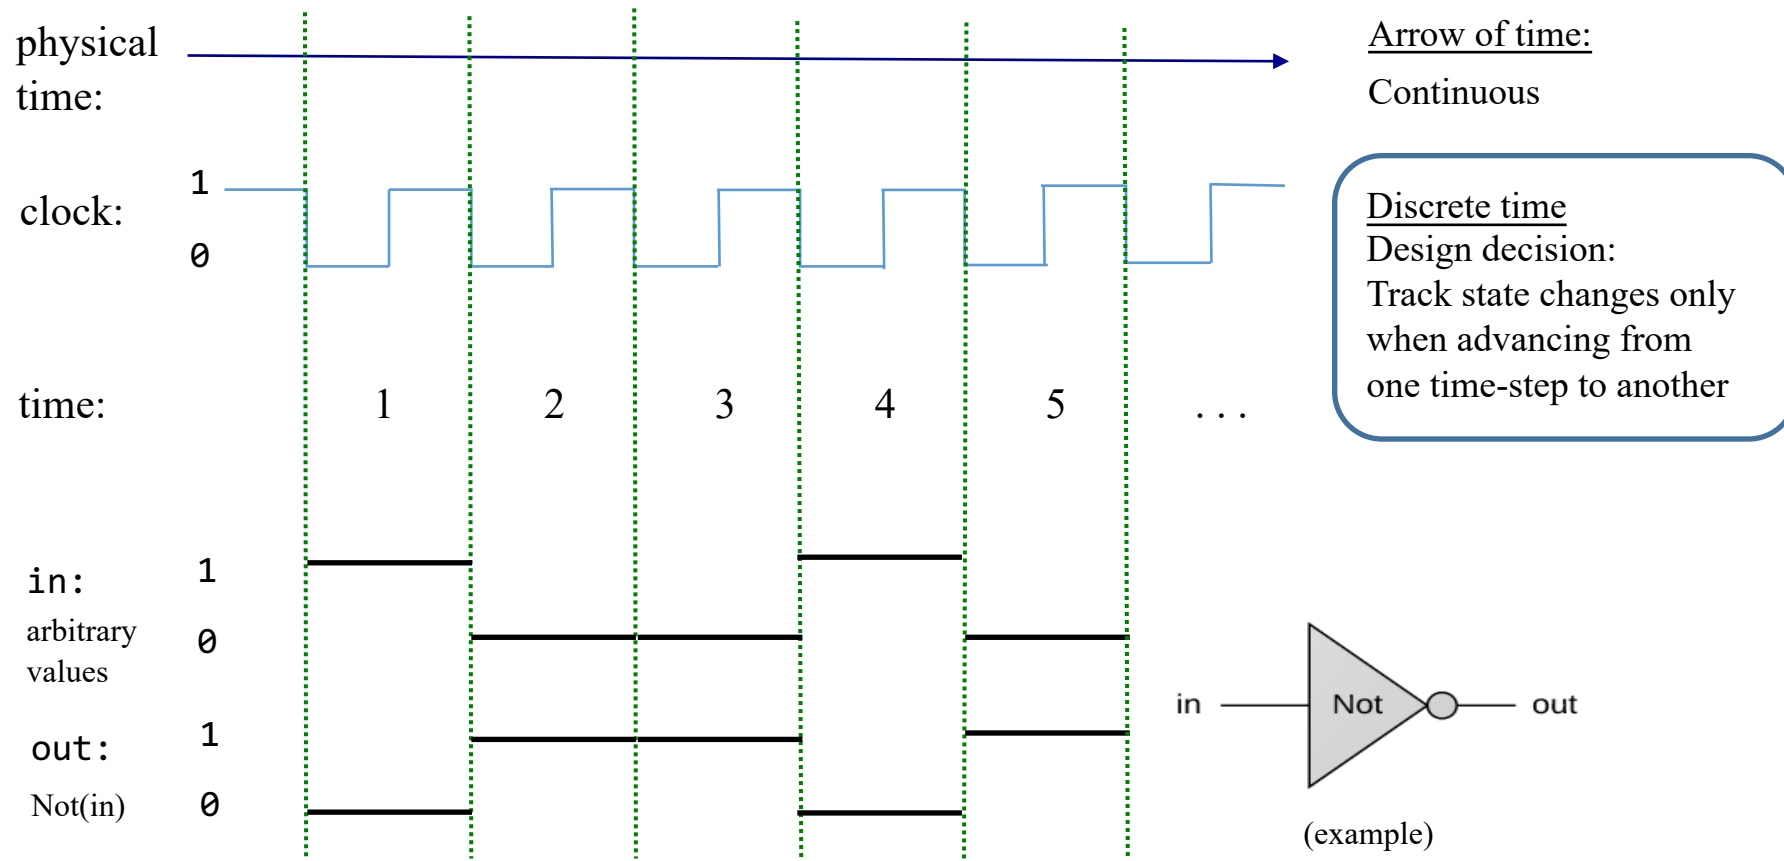 physical
time:
Arrow of time:
Continuous
clock:
1
0
Discrete time
Design decision:
Track state changes only
when advancing from
one time-step to another
time:
1 2 3 4 5 . . .
in:
1
arbitrary
values
0
out:
1
Not(in)
0
in Not out
(example)